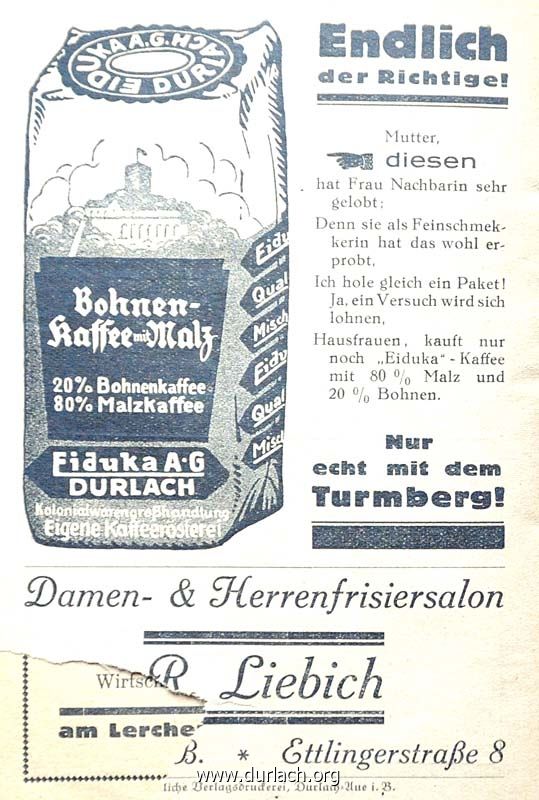 EIDUKA A.G.
DURLACH
Bohnen-
Kaffee mit Malz
20% Bohnenkaffee
80% Malzkaffee
Eiduka A·G
DURLACH
Kolonialwarengroßhandlung
Eigene Kaffeerösterei
Eidu
Qual
Misch
Eidu
Qual
Misch
Endlich
der Richtige!
Mutter,
diesen
hat Frau Nachbarin sehr
gelobt;
Denn sie als Feinschmek-
kerin hat das wohl er-
probt,
Ich hole gleich ein Paket!
Ja, ein Versuch wird sich
lohnen,
Hausfrauen, kauft nur
noch „Eiduka“-Kaffee
mit 80 % Malz und
20 % Bohnen.
Nur
echt mit dem
Turmberg!
Damen- & Herrenfrisiersalon
Wirtsch R. Liebich
am Lerche
B. * Ettlingerstraße 8
www.durlach.org
liche Verlagsdruckerei, Durlach-Aue i. B.